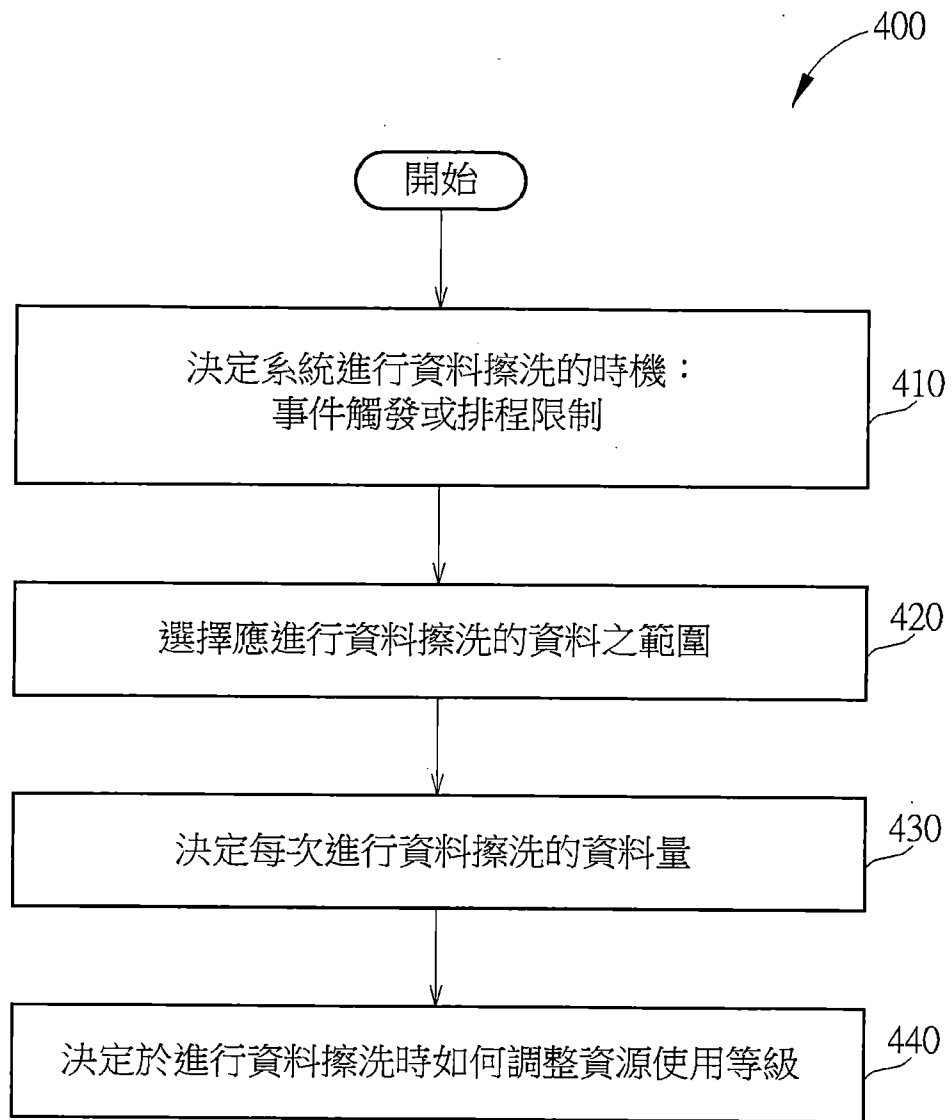 400
開始
決定系統進行資料擦洗的時機：
事件觸發或排程限制
410
選擇應進行資料擦洗的資料之範圍
420
決定每次進行資料擦洗的資料量
430
決定於進行資料擦洗時如何調整資源使用等級
440